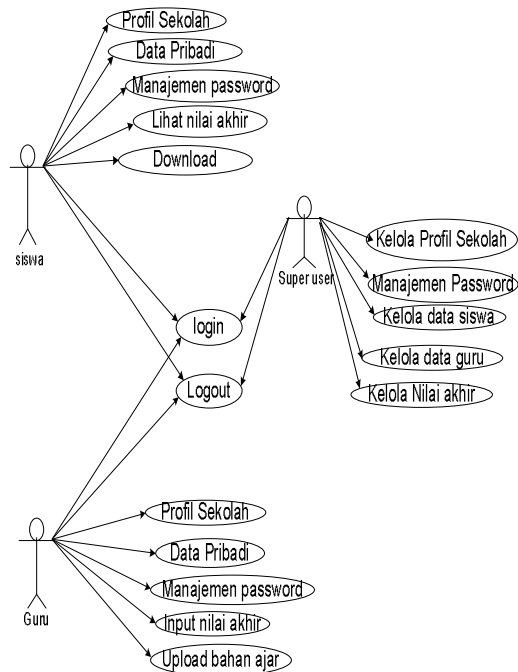 Profil Sekolah
Data Pribadi
Manajemen password
Lihat nilai akhir
Download
siswa
Super user
Kelola Profil Sekolah
Manajemen Password
Kelola data siswa
Kelola data guru
Kelola Nilai akhir
login
Logout
Guru
Profil Sekolah
Data Pribadi
Manajemen password
Input nilai akhir
Upload bahan ajar